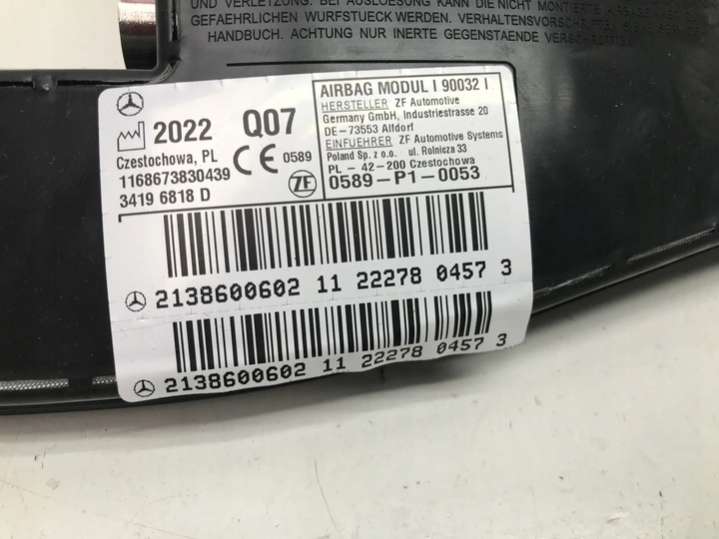 UND VERLETZUNG. BEI AUSLOESUNG KANN DIE NICHT MONTIERTE
GEFAEHRLICHEN WURFSTUECK WERDEN. VERHALTENSVORSCHRIFTEN
HANDBUCH. ACHTUNG NUR INERTE GEGENSTAENDE
2022 Q07
Czestochowa, PL
1168673830439
3419 6818 D
CE 0589
ZF
AIRBAG MODUL I 90032 I
HERSTELLER ZF Automotive
Germany GmbH, Industriestrasse 20
DE-73553 Alfdorf
EINFUEHRER ZF Automotive Systems
Poland Sp. z o.o. ul. Rolnicza 33
PL - 42-200 Czestochowa
0589-P1-0053
2138600602 11 22278 0457 3
2138600602 11 22278 0457 3